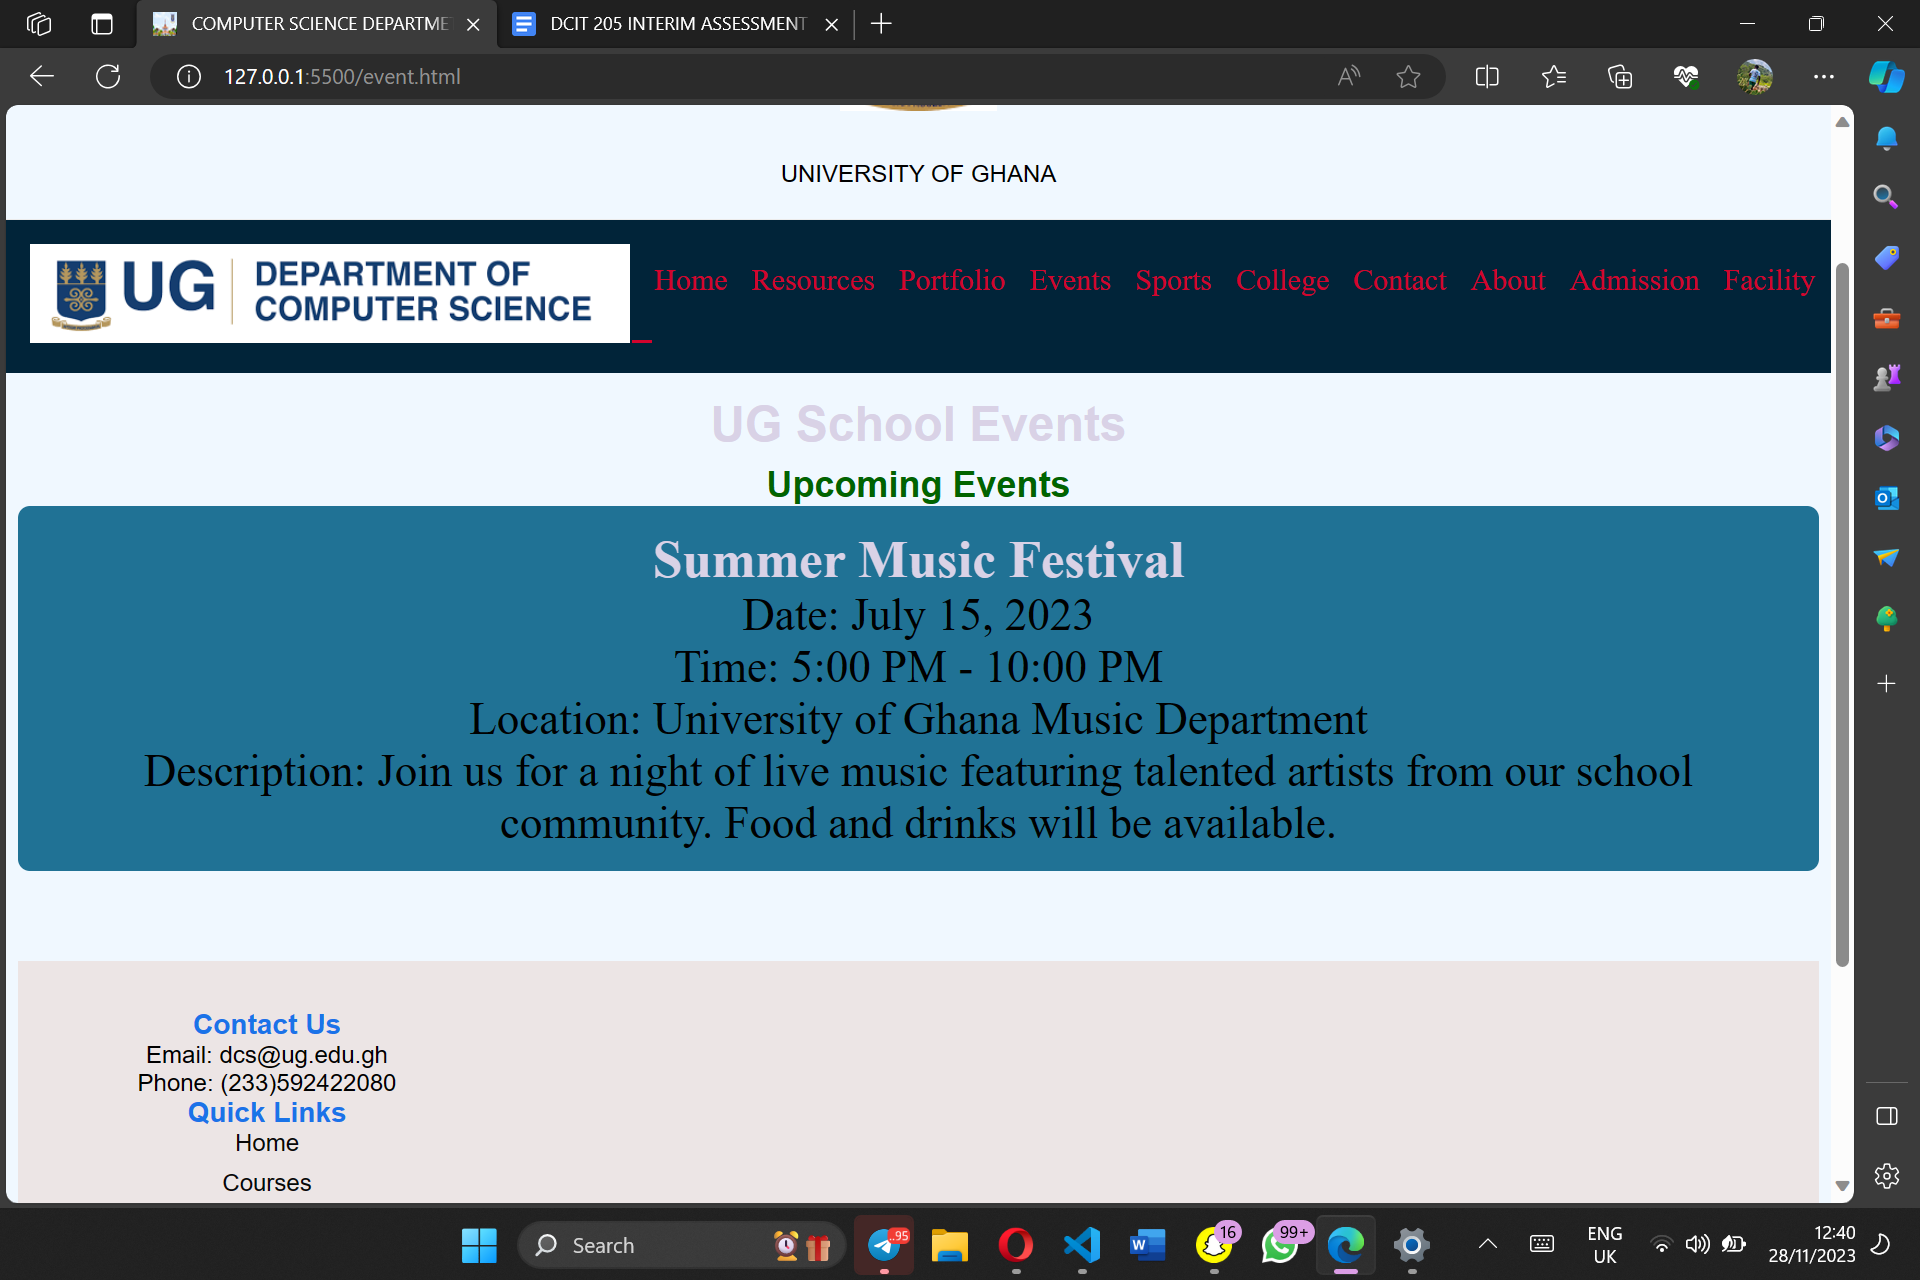 COMPUTER SCIENCE DEPARTME
DCIT 205 INTERIM ASSESSMENT
127.0.0.1:5500/event.html
UNIVERSITY OF GHANA
UG
DEPARTMENT OF
COMPUTER SCIENCE
Home Resources Portfolio Events Sports College Contact About Admission Facility
UG School Events
Upcoming Events
Summer Music Festival
Date: July 15, 2023
Time: 5:00 PM - 10:00 PM
Location: University of Ghana Music Department
Description: Join us for a night of live music featuring talented artists from our school
community. Food and drinks will be available.
Contact Us
Email: dcs@ug.edu.gh
Phone: (233)592422080
Quick Links
Home
Courses
Search
..95
16
99+
ENG
UK
12:40
28/11/2023